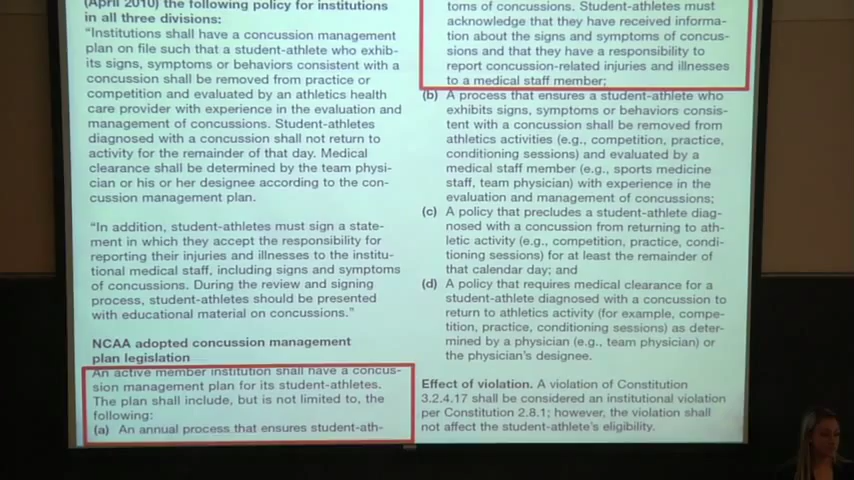 (April 2010) the following policy for institutions
in all three divisions:
“Institutions shall have a concussion management
plan on file such that a student-athlete who exhib-
its signs, symptoms or behaviors consistent with a
concussion shall be removed from practice or
competition and evaluated by an athletics health
care provider with experience in the evaluation and
management of concussions. Student-athletes
diagnosed with a concussion shall not return to
activity for the remainder of that day. Medical
clearance shall be determined by the team physi-
cian or his or her designee according to the con-
cussion management plan.
“In addition, student-athletes must sign a state-
ment in which they accept the responsibility for
reporting their injuries and illnesses to the institu-
tional medical staff, including signs and symptoms
of concussions. During the review and signing
process, student-athletes should be presented
with educational material on concussions.”
NCAA adopted concussion management
plan legislation
An active member institution shall have a concus-
sion management plan for its student-athletes.
The plan shall include, but is not limited to, the
following:
(a) An annual process that ensures student-ath-
toms of concussions. Student-athletes must
acknowledge that they have received informa-
tion about the signs and symptoms of concus-
sions and that they have a responsibility to
report concussion-related injuries and illnesses
to a medical staff member;
(b) A process that ensures a student-athlete who
exhibits signs, symptoms or behaviors consis-
tent with a concussion shall be removed from
athletics activities (e.g., competition, practice,
conditioning sessions) and evaluated by a
medical staff member (e.g., sports medicine
staff, team physician) with experience in the
evaluation and management of concussions;
(c) A policy that precludes a student-athlete diag-
nosed with a concussion from returning to ath-
letic activity (e.g., competition, practice, condi-
tioning sessions) for at least the remainder of
that calendar day; and
(d) A policy that requires medical clearance for a
student-athlete diagnosed with a concussion to
return to athletics activity (for example, compe-
tition, practice, conditioning sessions) as deter-
mined by a physician (e.g., team physician) or
the physician's designee.
Effect of violation. A violation of Constitution
3.2.4.17 shall be considered an institutional violation
per Constitution 2.8.1; however, the violation shall
not affect the student-athlete's eligibility.